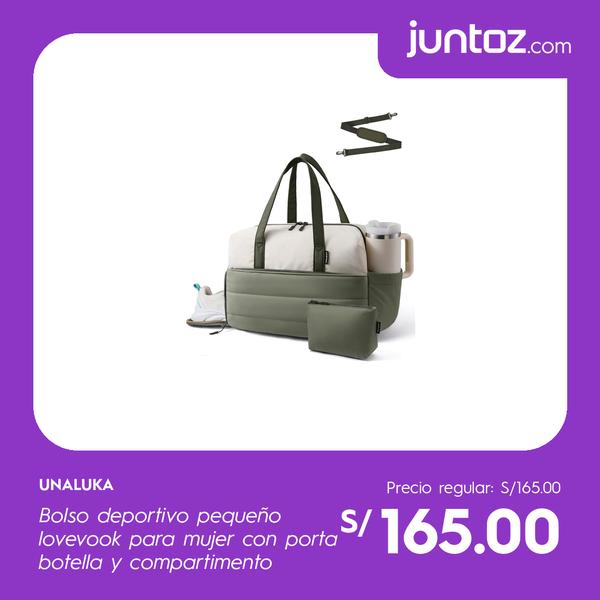 juntoz.com
UNALUKA
Bolso deportivo pequeño
lovevook para mujer con porta
botella y compartimento
Precio regular: S/165.00
S/ 165.00